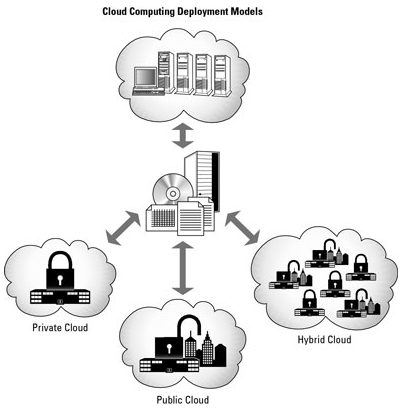 Cloud Computing Deployment Models
Private Cloud
Public Cloud
Hybrid Cloud